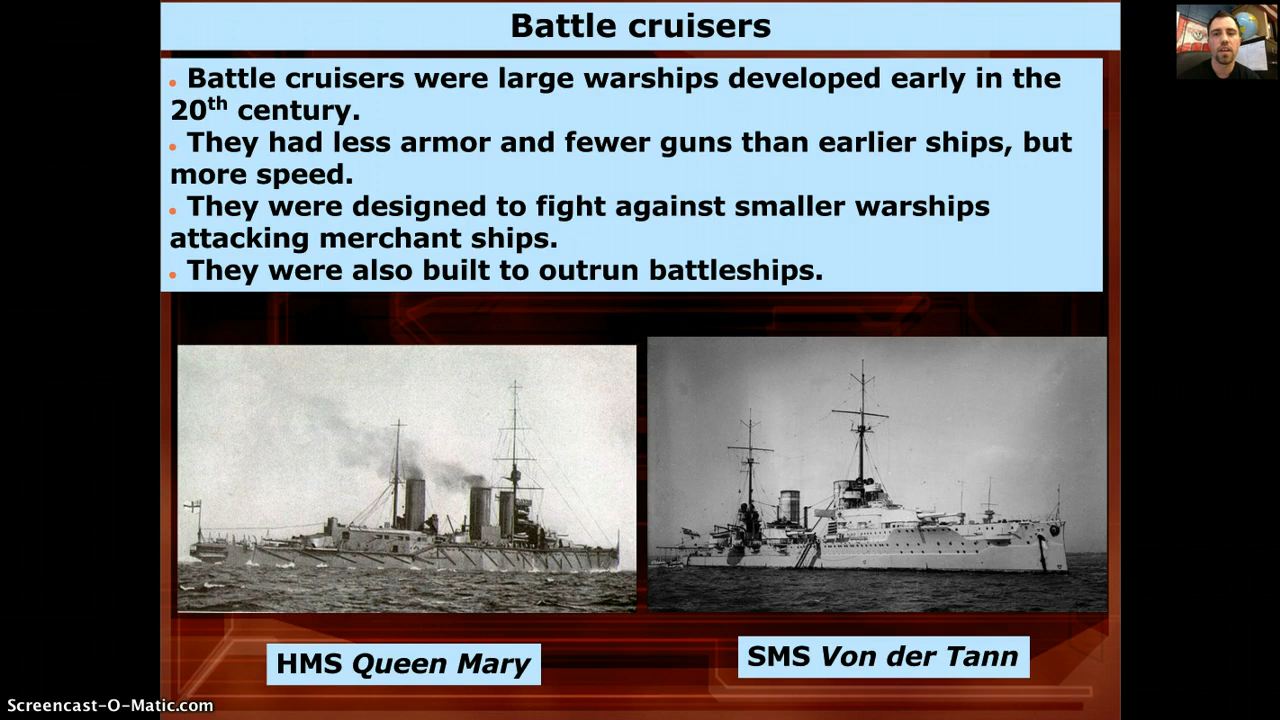 Battle cruisers
• Battle cruisers were large warships developed early in the
20th century.
• They had less armor and fewer guns than earlier ships, but
more speed.
• They were designed to fight against smaller warships
attacking merchant ships.
• They were also built to outrun battleships.
HMS Queen Mary
SMS Von der Tann
Screencast-O-Matic.com